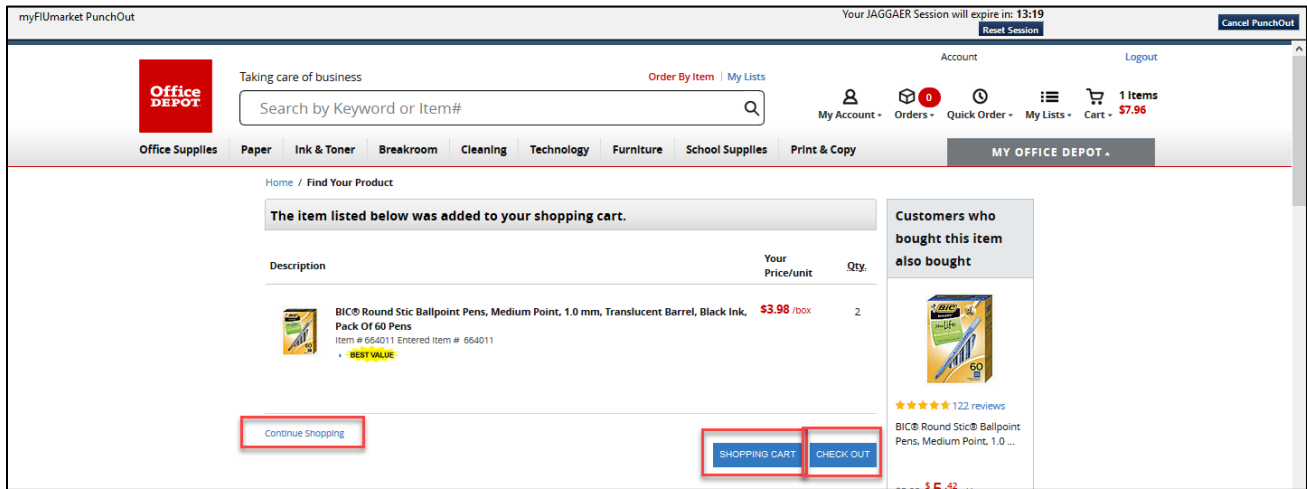 myFIUmarket PunchOut
Your JAGGAER Session will expire in: 13:19
Reset Session
Cancel PunchOut
Account
Logout
Office
DEPOT
Taking care of business
Order By Item | My Lists
Search by Keyword or Item#
My Account
0
Orders
Quick Order
My Lists
Cart
1 Items
$7.96
Office Supplies Paper Ink & Toner Breakroom Cleaning Technology Furniture School Supplies Print & Copy
MY OFFICE DEPOT
Home / Find Your Product
The item listed below was added to your shopping cart.
Description
Your
Price/unit
Qty.
BIC® Round Stic Ballpoint Pens, Medium Point, 1.0 mm, Translucent Barrel, Black Ink,
Pack Of 60 Pens
$3.98 /box
2
Item # 664011 Entered Item # 664011
BEST VALUE
Continue Shopping
SHOPPING CART
CHECK OUT
Customers who
bought this item
also bought
BIC
60
122 reviews
BIC® Round Stic® Ballpoint
Pens, Medium Point, 1.0 ...
$5.42